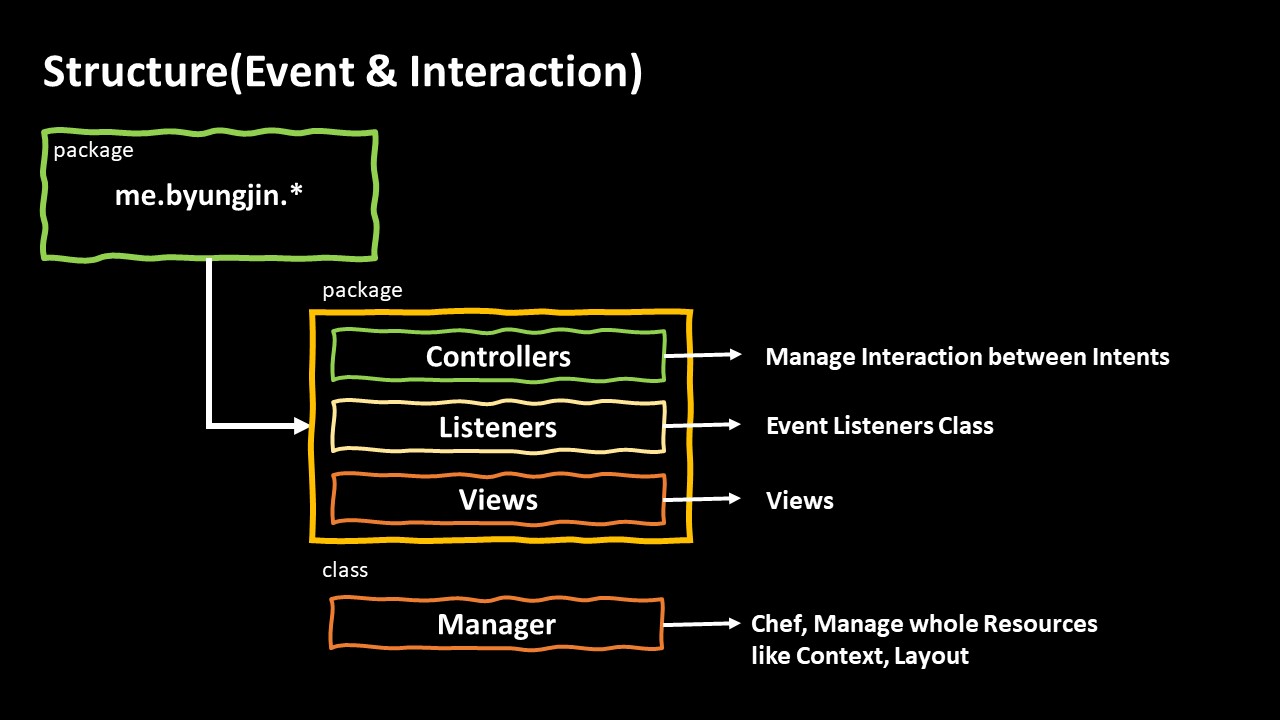 Structure(Event & Interaction)
package
me.byungjin.*
package
Controllers
Manage Interaction between Intents
Listeners
Event Listeners Class
Views
Views
class
Manager
Chef, Manage whole Resources
like Context, Layout